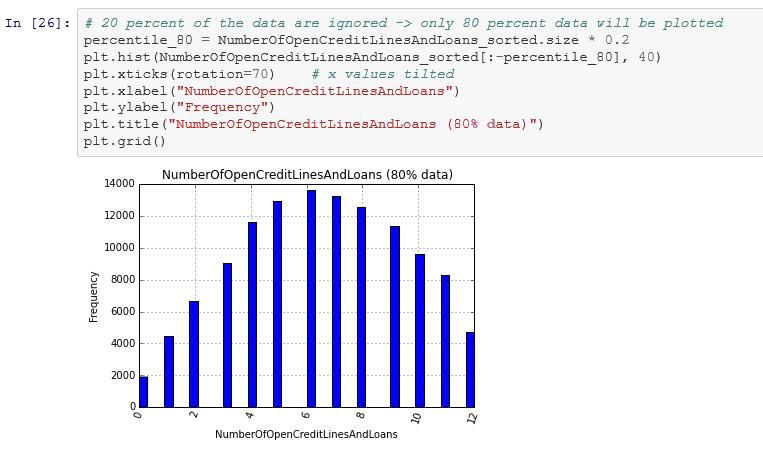 In [26]: # 20 percent of the data are ignored -> only 80 percent data will be plotted
percentile_80 = NumberOfOpenCreditLinesAndLoans_sorted.size * 0.2
plt.hist(NumberOfOpenCreditLinesAndLoans_sorted[:-percentile_80], 40)
plt.xticks(rotation=70)    # x values tilted
plt.xlabel("NumberOfOpenCreditLinesAndLoans")
plt.ylabel("Frequency")
plt.title("NumberOfOpenCreditLinesAndLoans (80% data)")
plt.grid()
NumberOfOpenCreditLinesAndLoans (80% data)
14000
12000
10000
8000
6000
4000
2000
0
Frequency
0 2 4 6 8 10 12
NumberOfOpenCreditLinesAndLoans